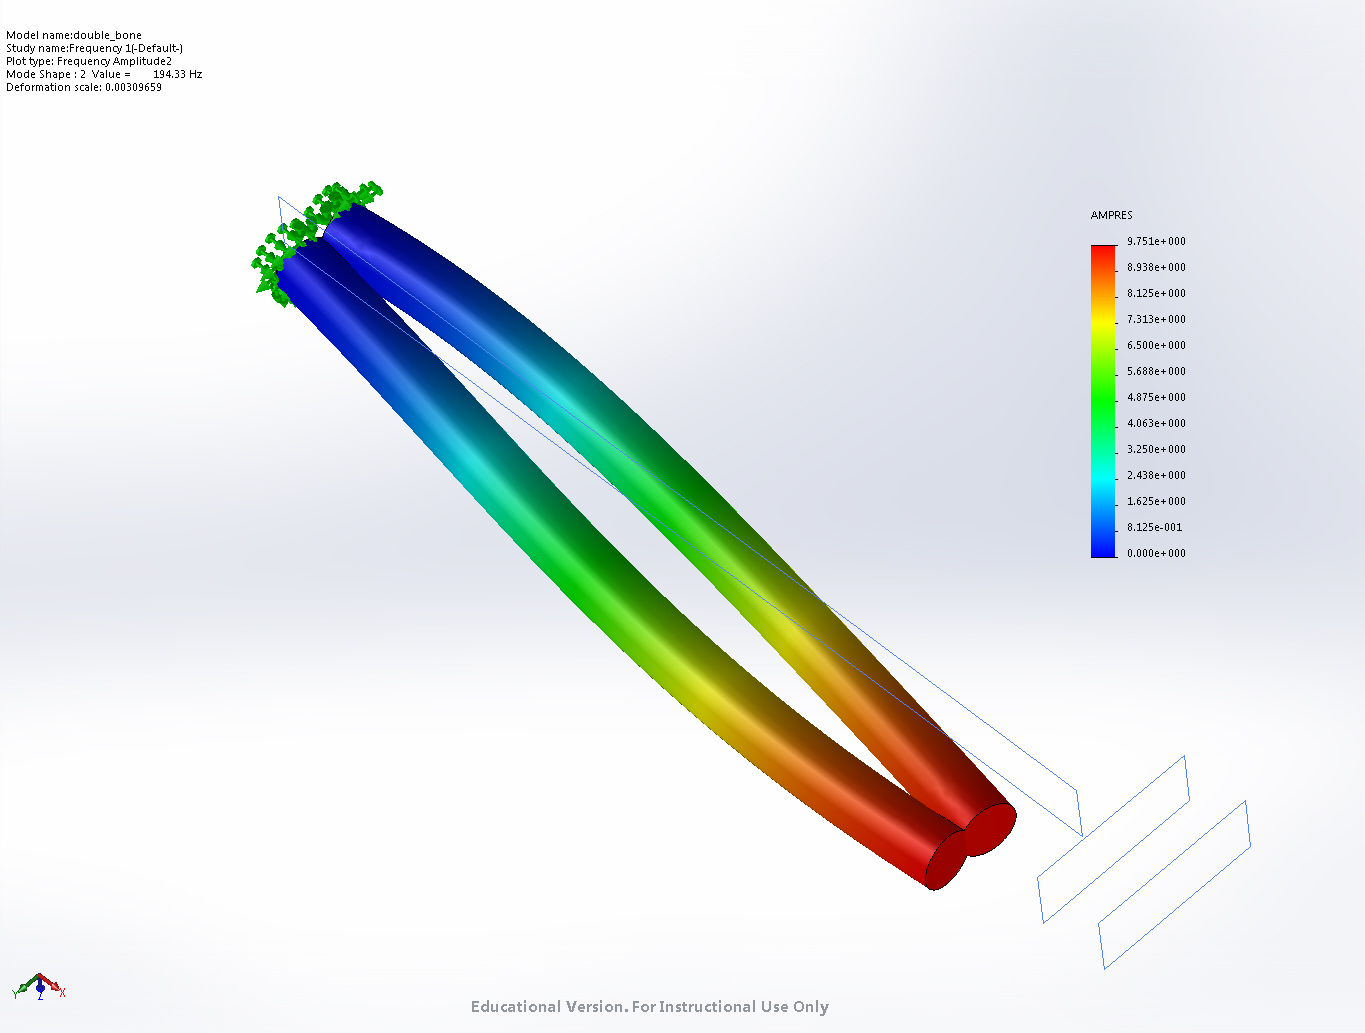 Model name:double_bone
Study name:Frequency 1(-Default-)
Plot type: Frequency Amplitude2
Mode Shape : 2 Value = 194.33 Hz
Deformation scale: 0.00309659
AMPRES
9.751e+000
8.938e+000
8.125e+000
7.313e+000
6.500e+000
5.688e+000
4.875e+000
4.063e+000
3.250e+000
2.438e+000
1.625e+000
8.125e-001
0.000e+000
Y
Z
X
Educational Version. For Instructional Use Only